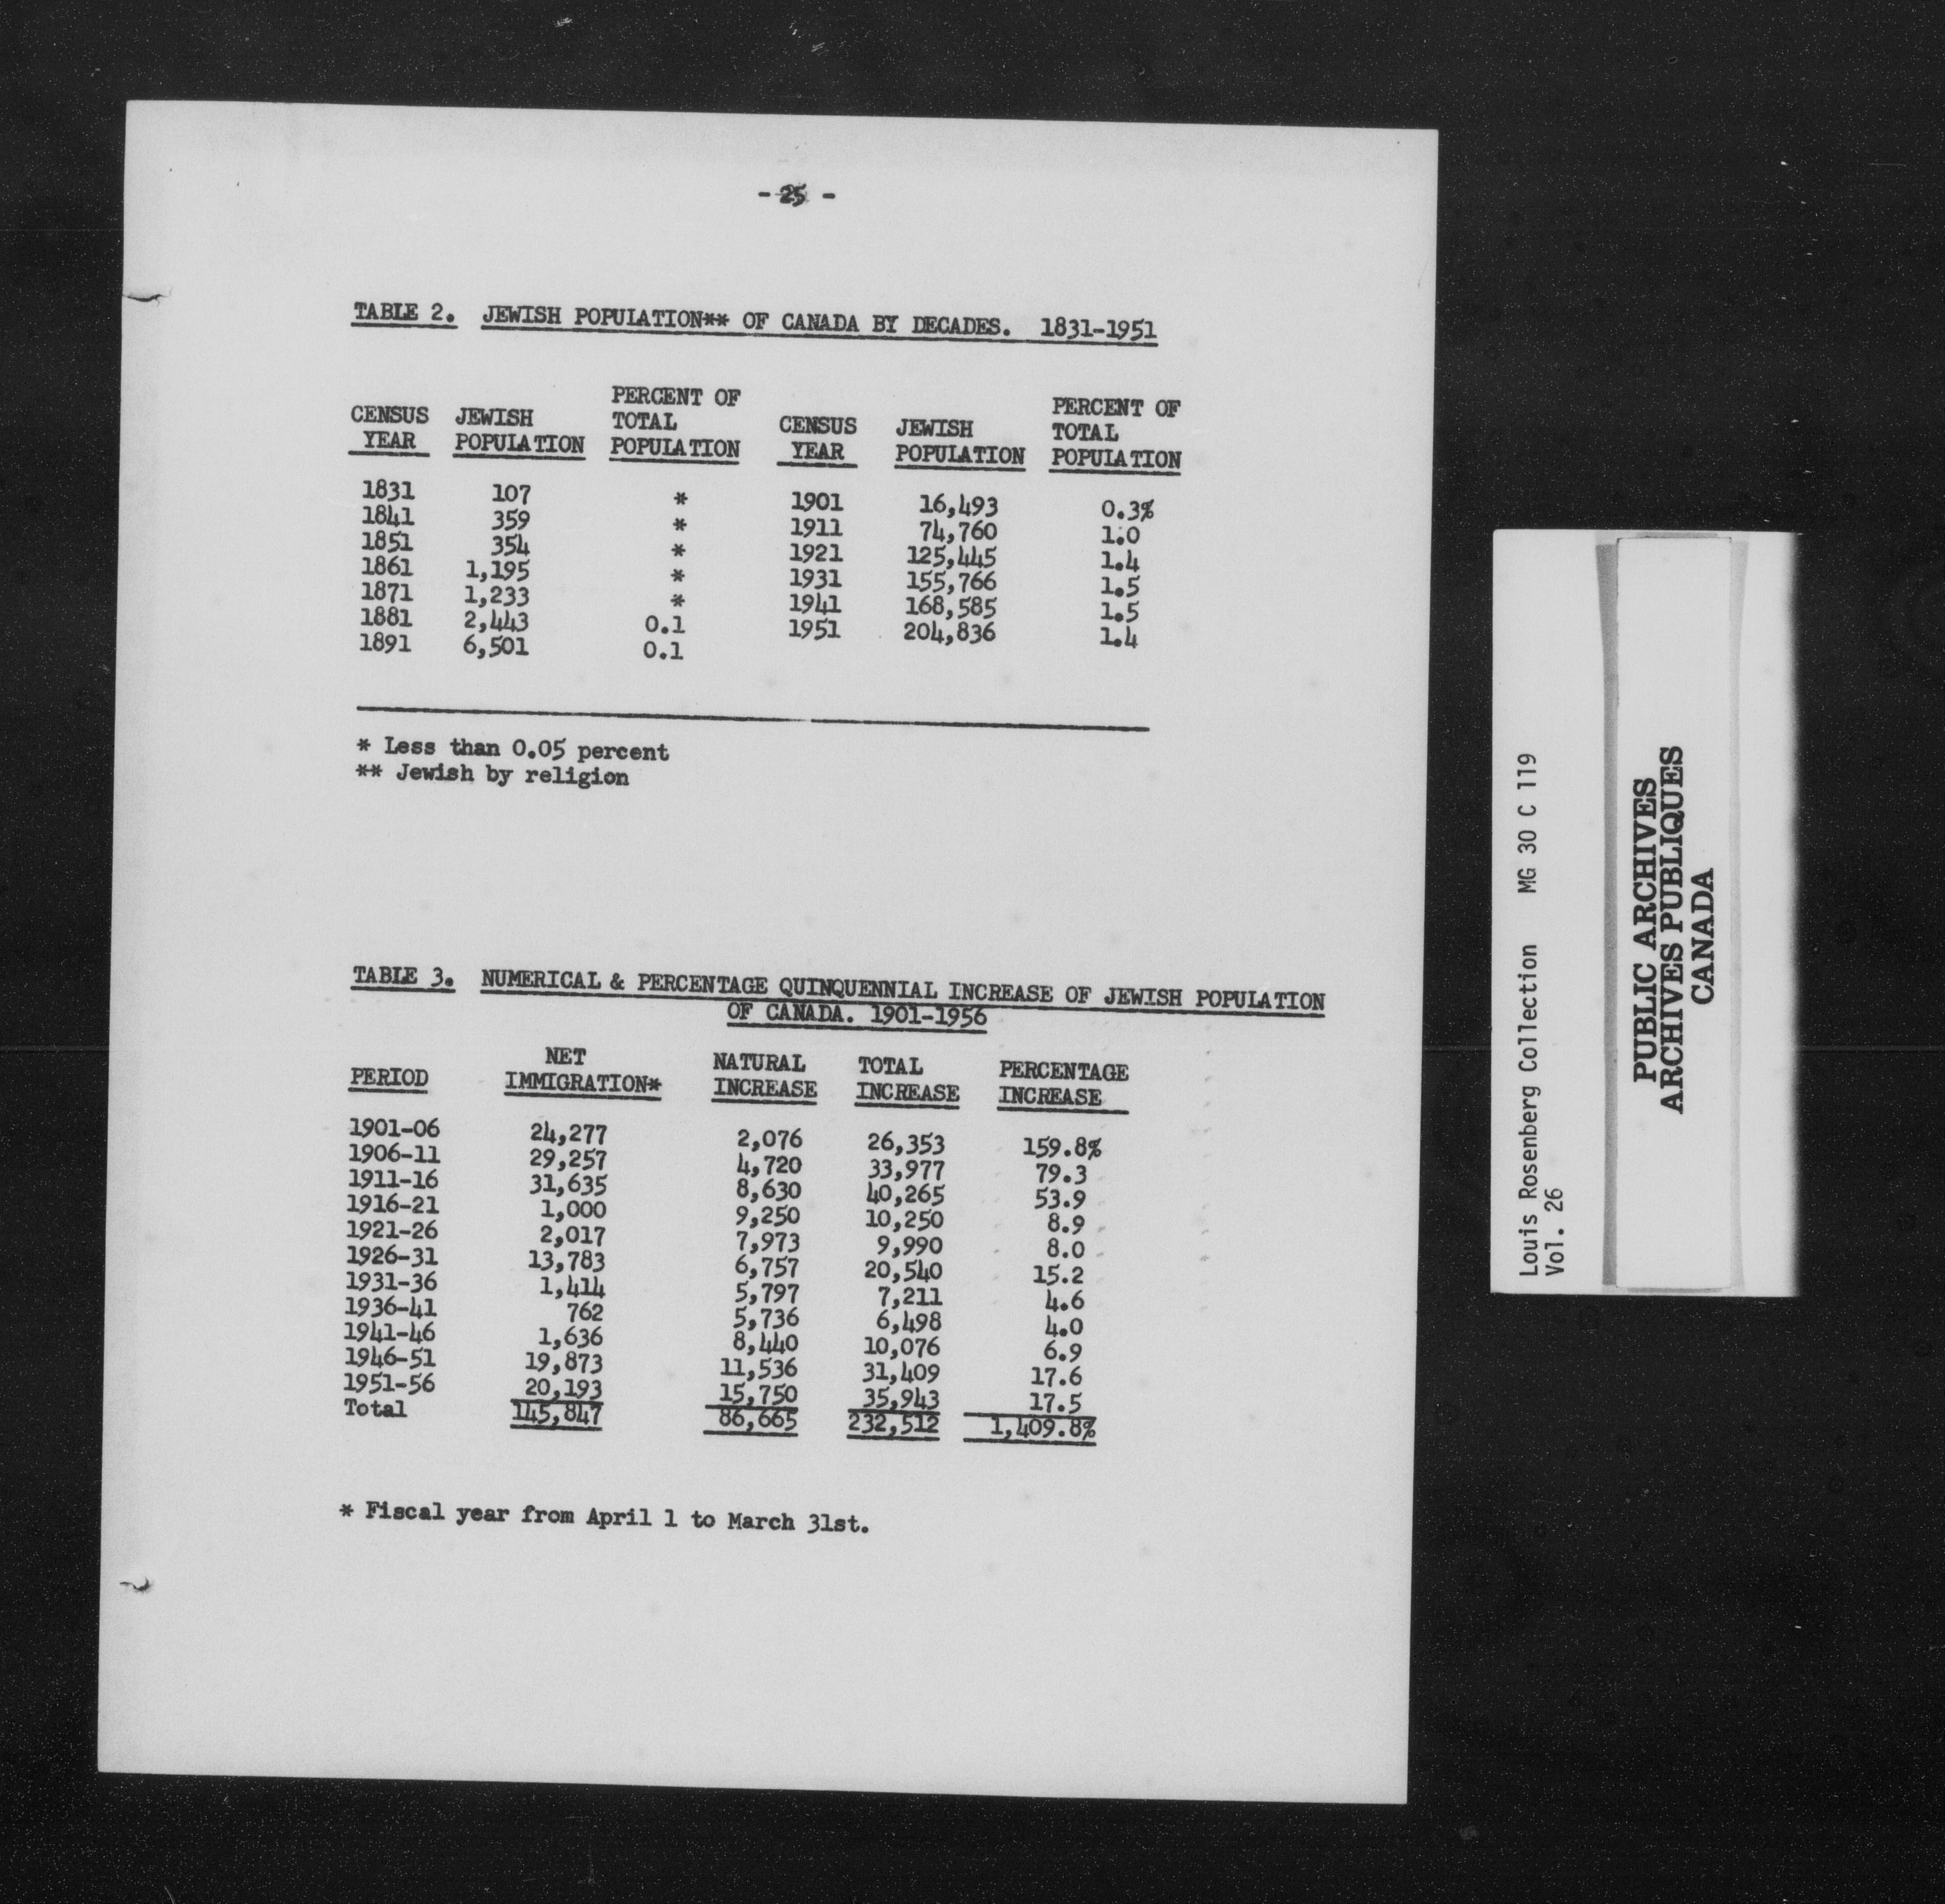 - 25 -
TABLE 2. JEWISH POPULATION** OF CANADA BY DECADES. 1831-1951
CENSUS YEAR JEWISH POPULATION PERCENT OF TOTAL POPULATION CENSUS YEAR JEWISH POPULATION PERCENT OF TOTAL POPULATION
1831 107 * 1901 16,493 0.3%
1841 359 * 1911 74,760 1.0
1851 354 * 1921 125,445 1.4
1861 1,195 * 1931 155,766 1.5
1871 1,233 * 1941 168,585 1.5
1881 2,443 0.1 1951 204,836 1.4
1891 6,501 0.1
* Less than 0.05 percent
** Jewish by religion
TABLE 3. NUMERICAL & PERCENTAGE QUINQUENNIAL INCREASE OF JEWISH POPULATION
OF CANADA. 1901-1956
PERIOD NET IMMIGRATION* NATURAL INCREASE TOTAL INCREASE PERCENTAGE INCREASE
1901-06 24,277 2,076 26,353 159.8%
1906-11 29,257 4,720 33,977 79.3
1911-16 31,635 8,630 40,265 53.9
1916-21 1,000 9,250 10,250 8.9
1921-26 2,017 7,973 9,990 8.0
1926-31 13,783 6,757 20,540 15.2
1931-36 1,414 5,797 7,211 4.6
1936-41 762 5,736 6,498 4.0
1941-46 1,636 8,440 10,076 6.9
1946-51 19,873 11,536 31,409 17.6
1951-56 20,193 15,750 35,943 17.5
Total 145,847 86,665 232,512 1,409.8%
* Fiscal year from April 1 to March 31st.
Louis Rosenberg Collection MG 30 C 119
Vol. 26
PUBLIC ARCHIVES
ARCHIVES PUBLIQUES
CANADA